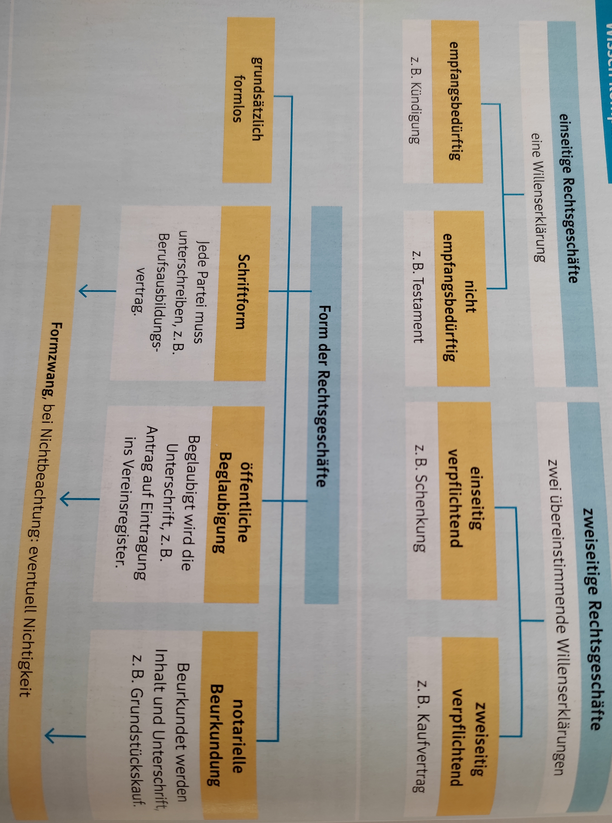 einseitige Rechtsgeschäfte
eine Willenserklärung
zweiseitige Rechtsgeschäfte
zwei übereinstimmende Willenserklärungen
empfangsbedürftig
z. B. Kündigung
nicht
empfangsbedürftig
z. B. Testament
einseitig
verpflichtend
z. B. Schenkung
zweiseitig
verpflichtend
z. B. Kaufvertrag
Form der Rechtsgeschäfte
grundsätzlich
formlos
Schriftform
Jede Partei muss
unterschreiben, z. B.
Berufsausbildungs-
vertrag.
öffentliche
Beglaubigung
Beglaubigt wird die
Unterschrift, z. B.
Antrag auf Eintragung
ins Vereinsregister.
notarielle
Beurkundung
Beurkundet werden
Inhalt und Unterschrift,
z. B. Grundstückskauf.
Formzwang, bei Nichtbeachtung: eventuell Nichtigkeit